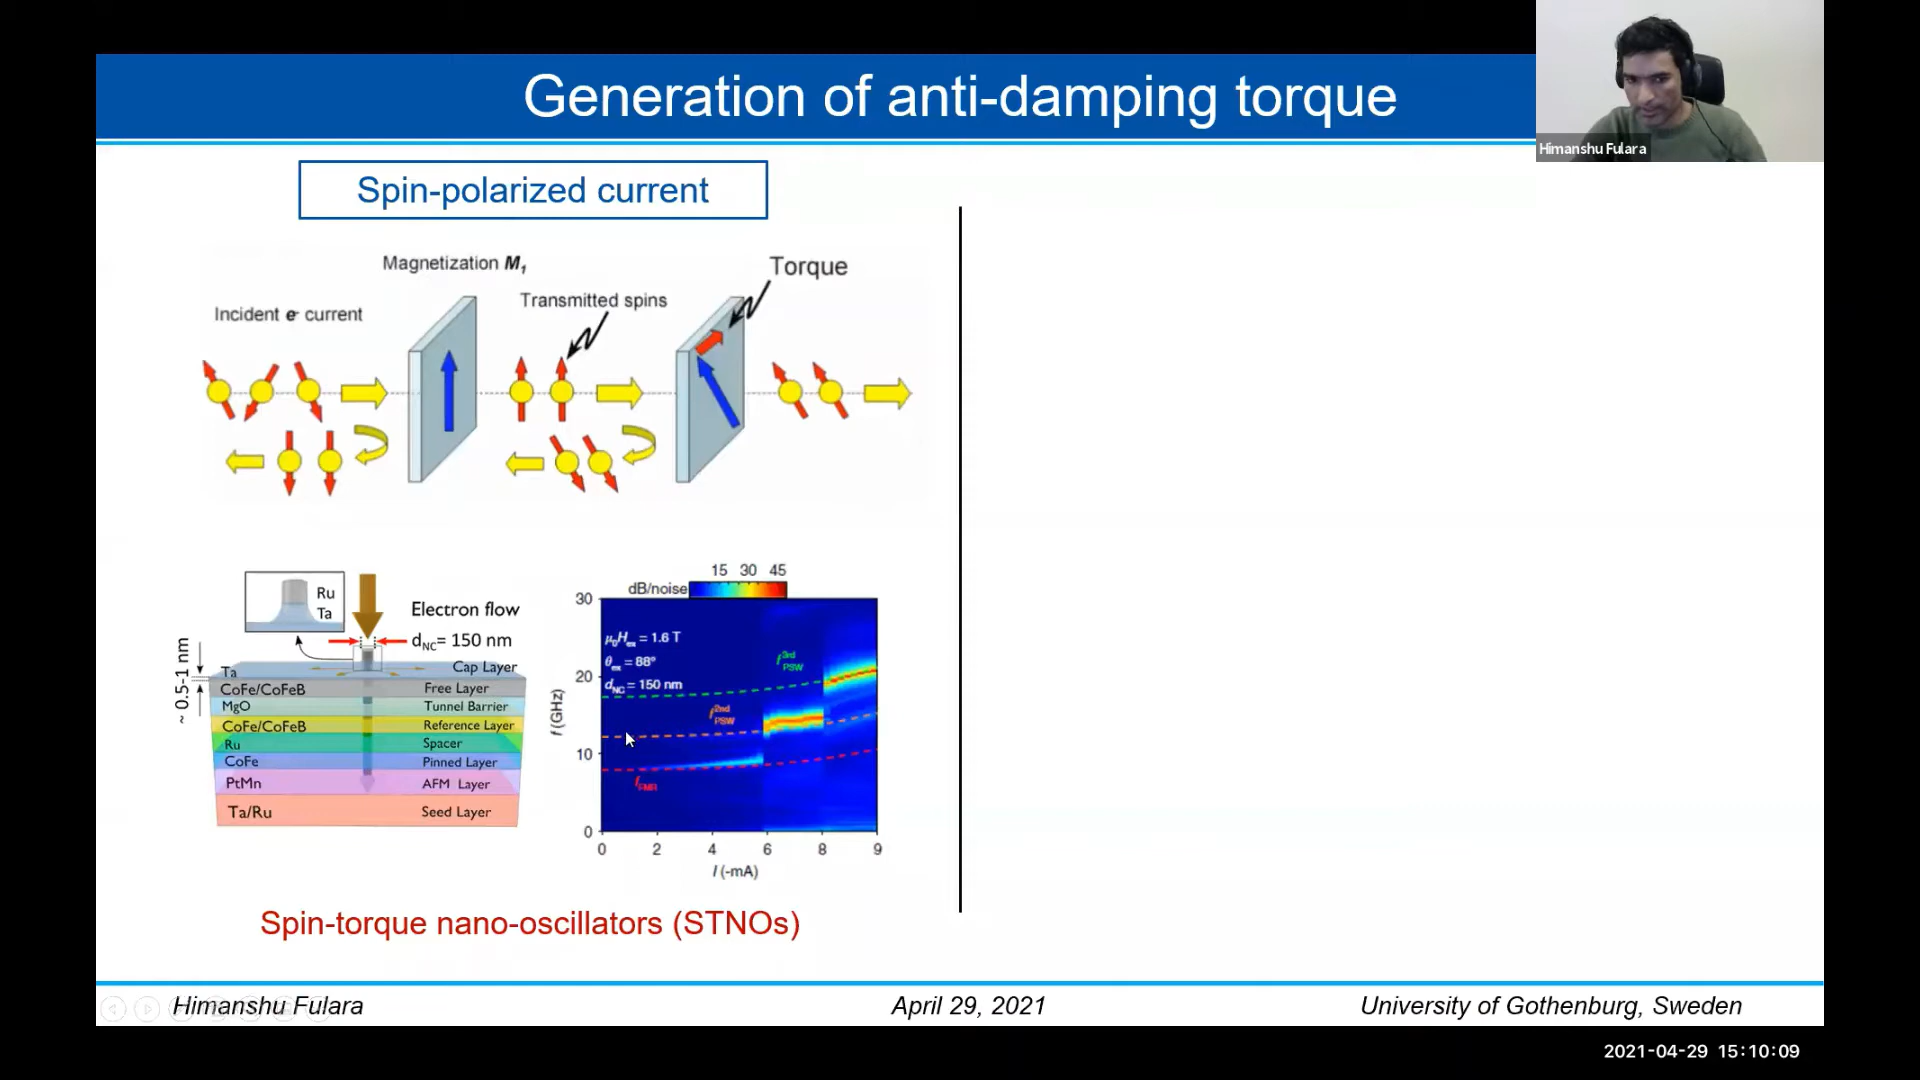 Generation of anti-damping torque
Himanshu Fulara
Spin-polarized current
Magnetization M1
Torque
Transmitted spins
Incident e- current
Ru
Ta
Electron flow
dNC= 150 nm
~ 0.5-1 nm
Ta
Cap Layer
CoFe/CoFeB
Free Layer
MgO
Tunnel Barrier
CoFe/CoFeB
Reference Layer
Ru
Spacer
CoFe
Pinned Layer
PtMn
AFM Layer
Ta/Ru
Seed Layer
15 30 45
dB/noise
30
20
10
0
f (GHz)
μ0Hex = 1.6 T
θex = 88°
dNC = 150 nm
f3rd PSW
f2nd PSW
fFMR
0 2 4 6 8 9
I (-mA)
Spin-torque nano-oscillators (STNOs)
Himanshu Fulara
April 29, 2021
University of Gothenburg, Sweden
2021-04-29 15:10:09